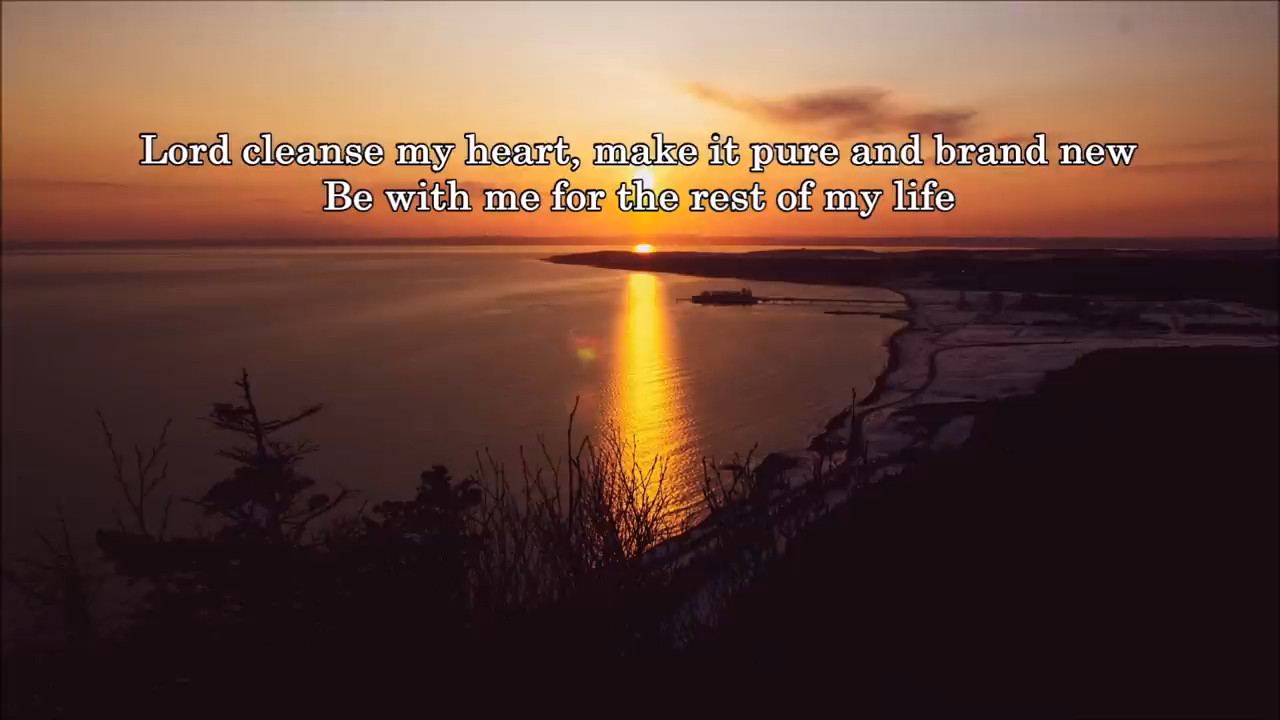 Lord cleanse my heart, make it pure and brand new
Be with me for the rest of my life